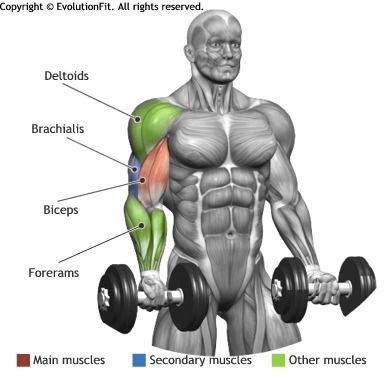 Copyright © EvolutionFit. All rights reserved.
Deltoids
Brachialis
Biceps
Forerams
Main muscles
Secondary muscles
Other muscles